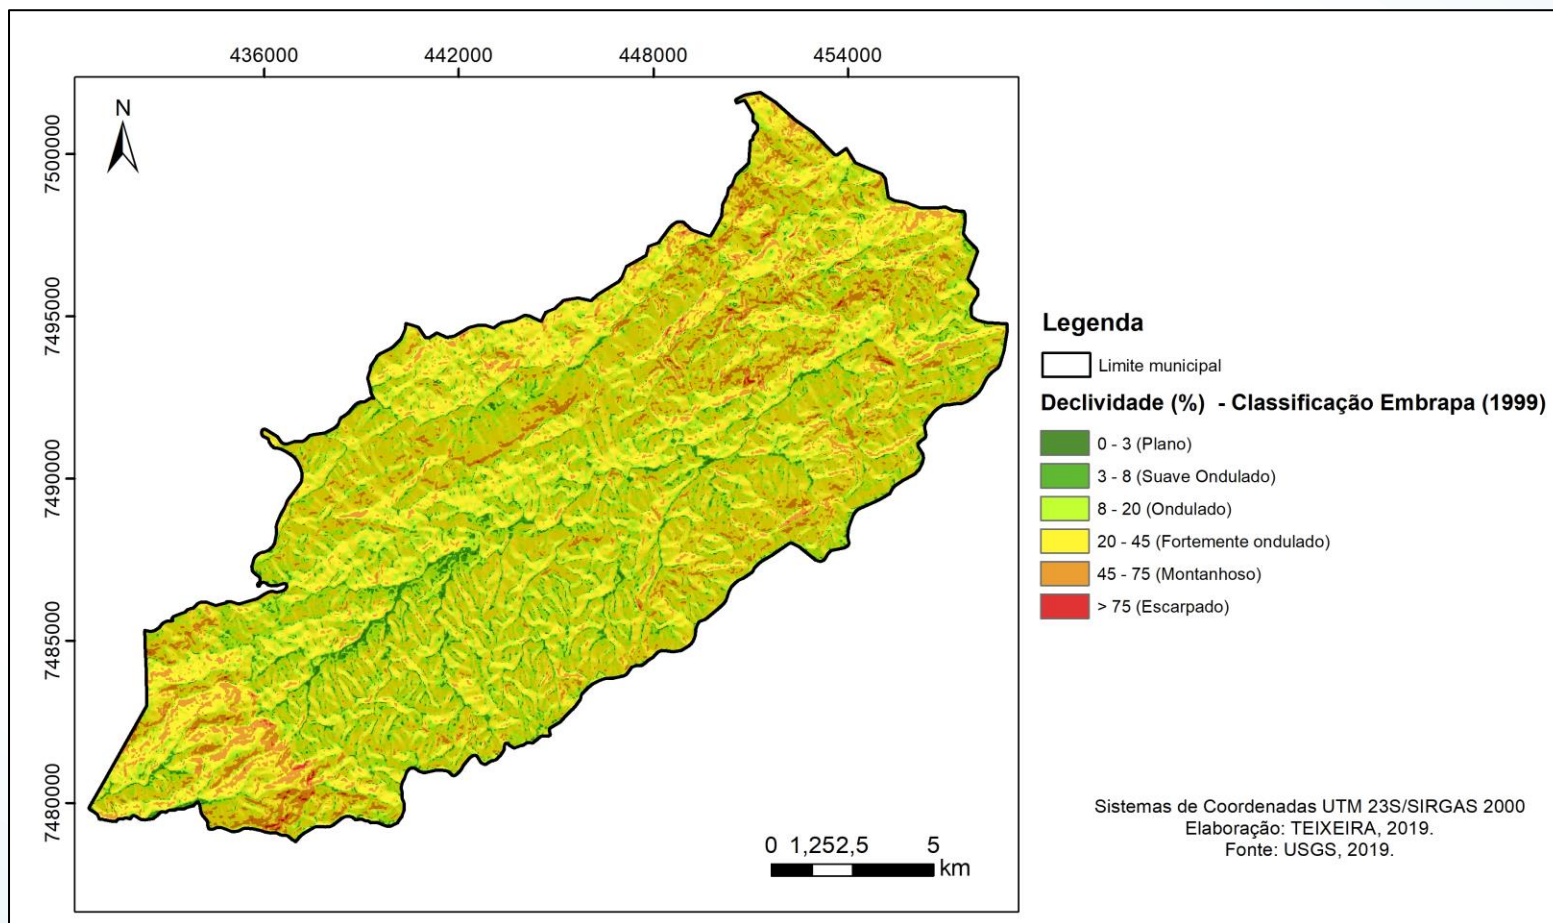 436000 442000 448000 454000
N
7500000
7495000
7490000
7485000
7480000
0 1,252,5 5
km
Legenda
Limite municipal
Declividade (%) - Classificação Embrapa (1999)
0 - 3 (Plano)
3 - 8 (Suave Ondulado)
8 - 20 (Ondulado)
20 - 45 (Fortemente ondulado)
45 - 75 (Montanhoso)
> 75 (Escarpado)
Sistemas de Coordenadas UTM 23S/SIRGAS 2000
Elaboração: TEIXEIRA, 2019.
Fonte: USGS, 2019.